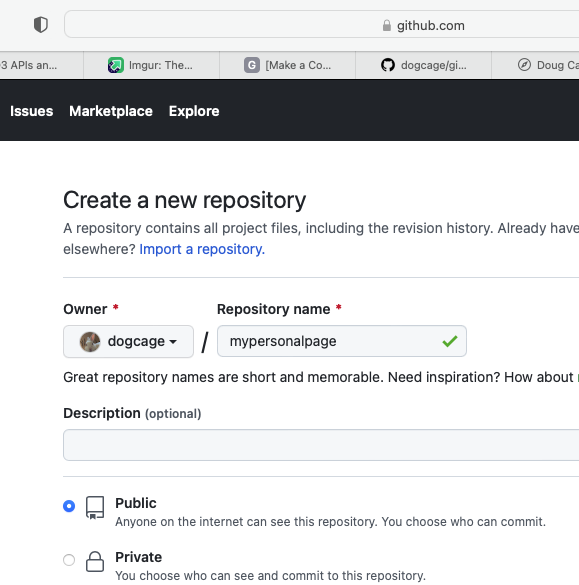 github.com
3 APIs an...
Imgur: The...
G [Make a Co...
dogcage/gi...
Doug Ca
Issues Marketplace Explore
Create a new repository
A repository contains all project files, including the revision history. Already have
elsewhere? Import a repository.
Owner * Repository name *
dogcage / mypersonalpage
Great repository names are short and memorable. Need inspiration? How about
Description (optional)
Public
Anyone on the internet can see this repository. You choose who can commit.
Private
You choose who can see and commit to this repository.